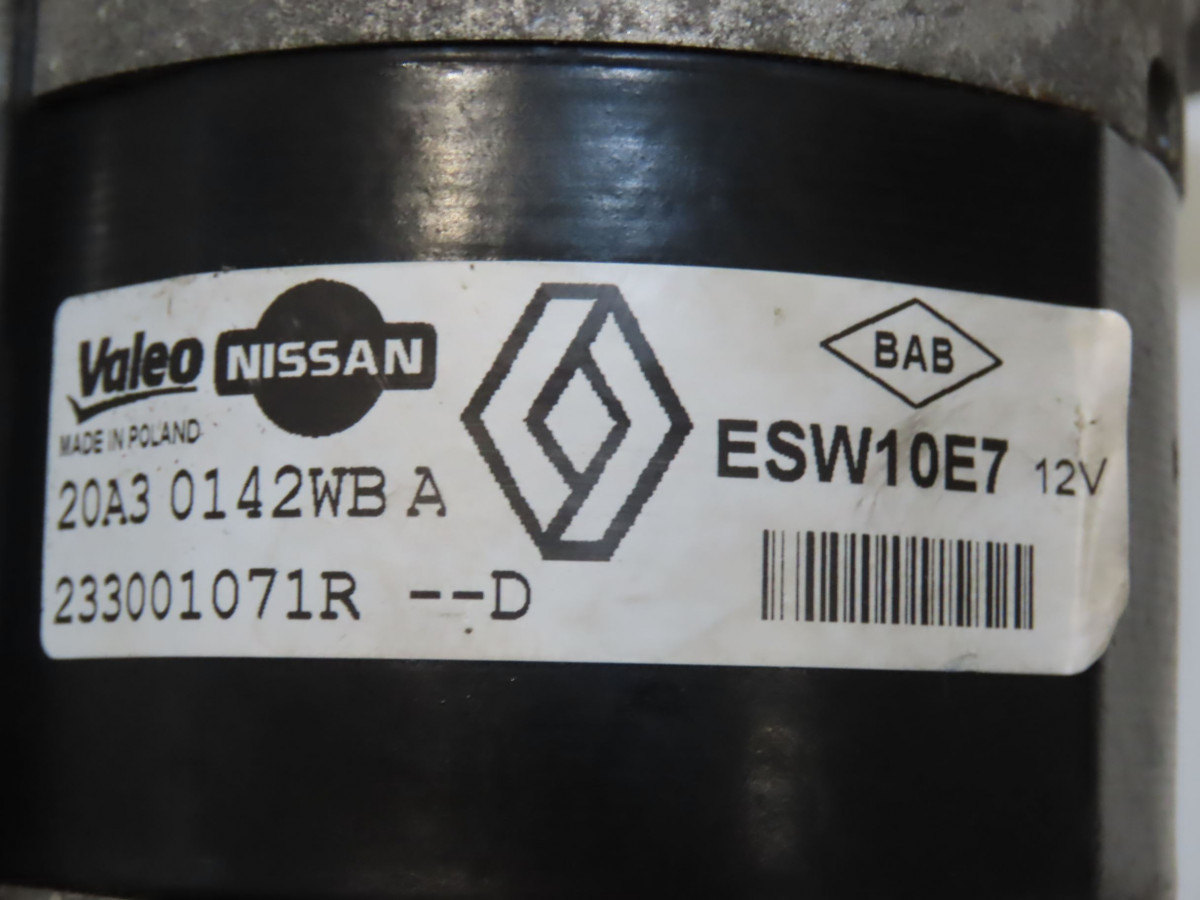 Valeo NISSAN
MADE IN POLAND
20A3 0142WB A
233001071R --D
BAB
ESW10E7 12V